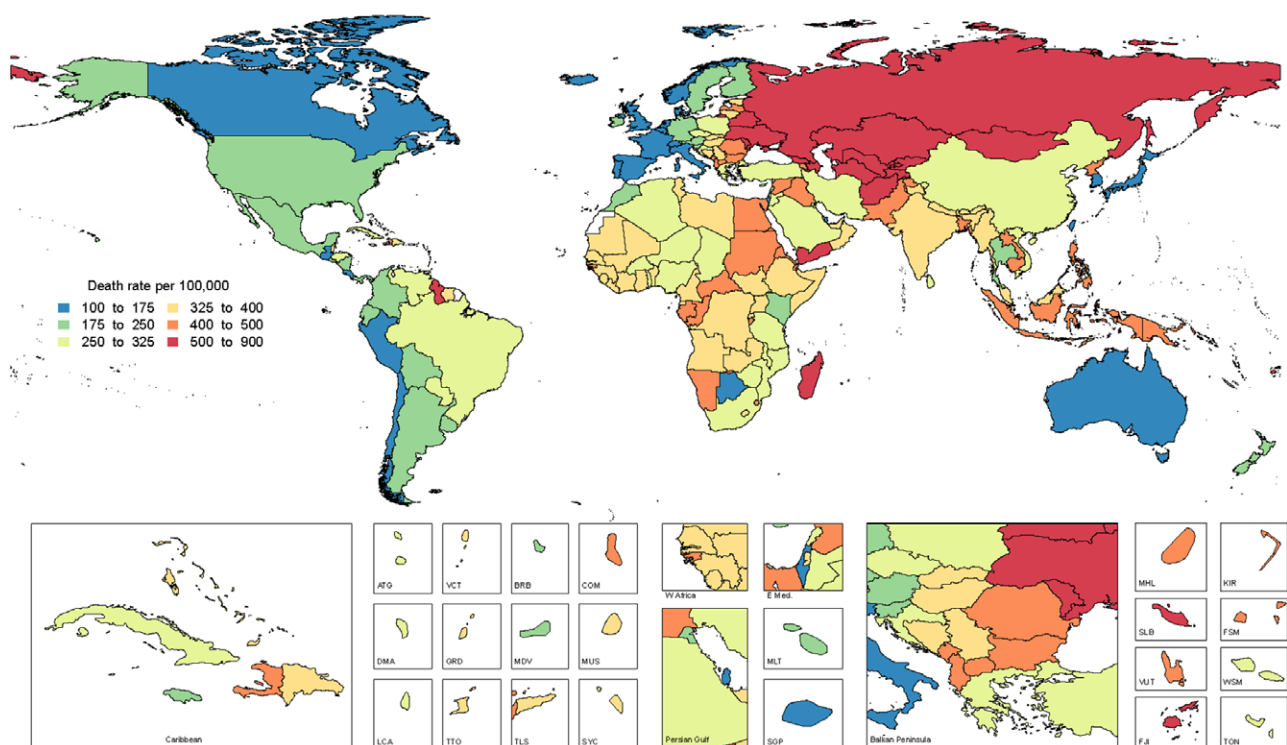 Death rate per 100,000
100 to 175
175 to 250
250 to 325
325 to 400
400 to 500
500 to 900
ATG
VCT
BRB
COM
W Africa
E Med.
MHL
KIR
DMA
GRD
MDV
MUS
MLT
SLB
FSM
VUT
WSM
Caribbean
LCA
TTO
TLS
SYC
Persian Gulf
SGP
Balkan Peninsula
FJI
TON